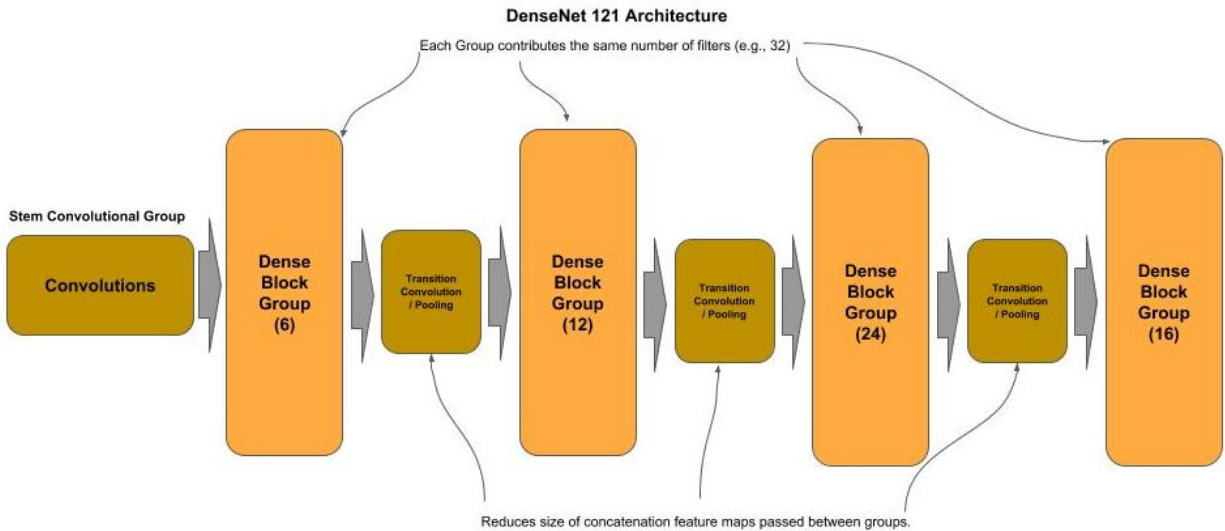 DenseNet 121 Architecture
Each Group contributes the same number of filters (e.g., 32)
Stem Convolutional Group
Convolutions
Dense
Block
Group
(6)
Transition
Convolution
/ Pooling
Dense
Block
Group
(12)
Transition
Convolution
/ Pooling
Dense
Block
Group
(24)
Transition
Convolution
/ Pooling
Dense
Block
Group
(16)
Reduces size of concatenation feature maps passed between groups.